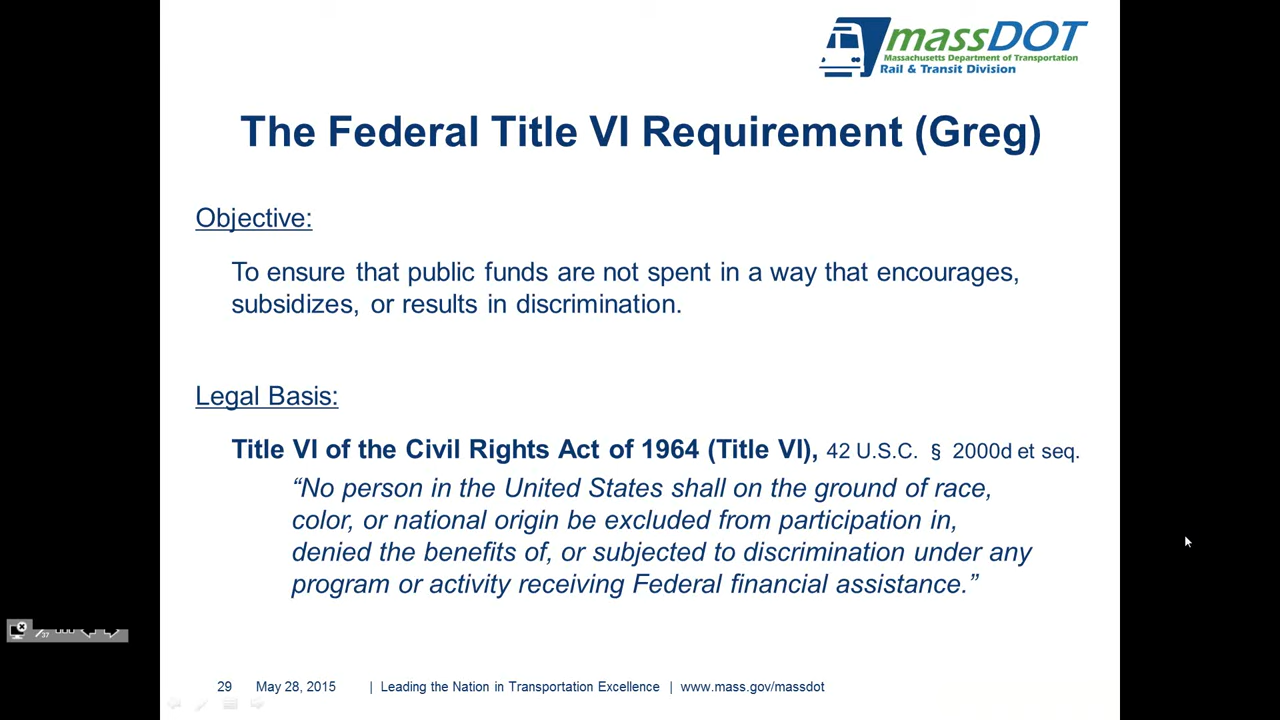 massDOT
Massachusetts Department of Transportation
Rail & Transit Division
The Federal Title VI Requirement (Greg)
Objective:
To ensure that public funds are not spent in a way that encourages,
subsidizes, or results in discrimination.
Legal Basis:
Title VI of the Civil Rights Act of 1964 (Title VI), 42 U.S.C. § 2000d et seq.
“No person in the United States shall on the ground of race,
color, or national origin be excluded from participation in,
denied the benefits of, or subjected to discrimination under any
program or activity receiving Federal financial assistance.”
29 May 28, 2015 | Leading the Nation in Transportation Excellence | www.mass.gov/massdot